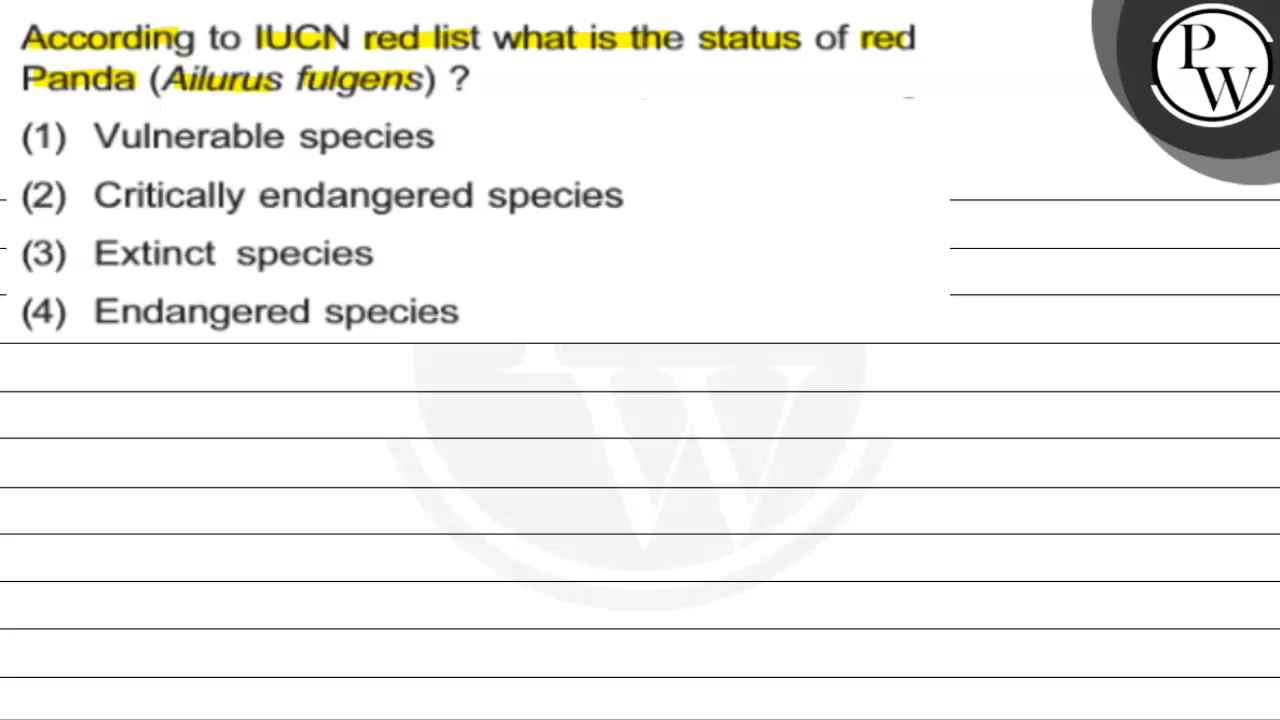 According to IUCN red list what is the status of red
Panda (Ailurus fulgens) ?
(1) Vulnerable species
(2) Critically endangered species
(3) Extinct species
(4) Endangered species
P
W
W